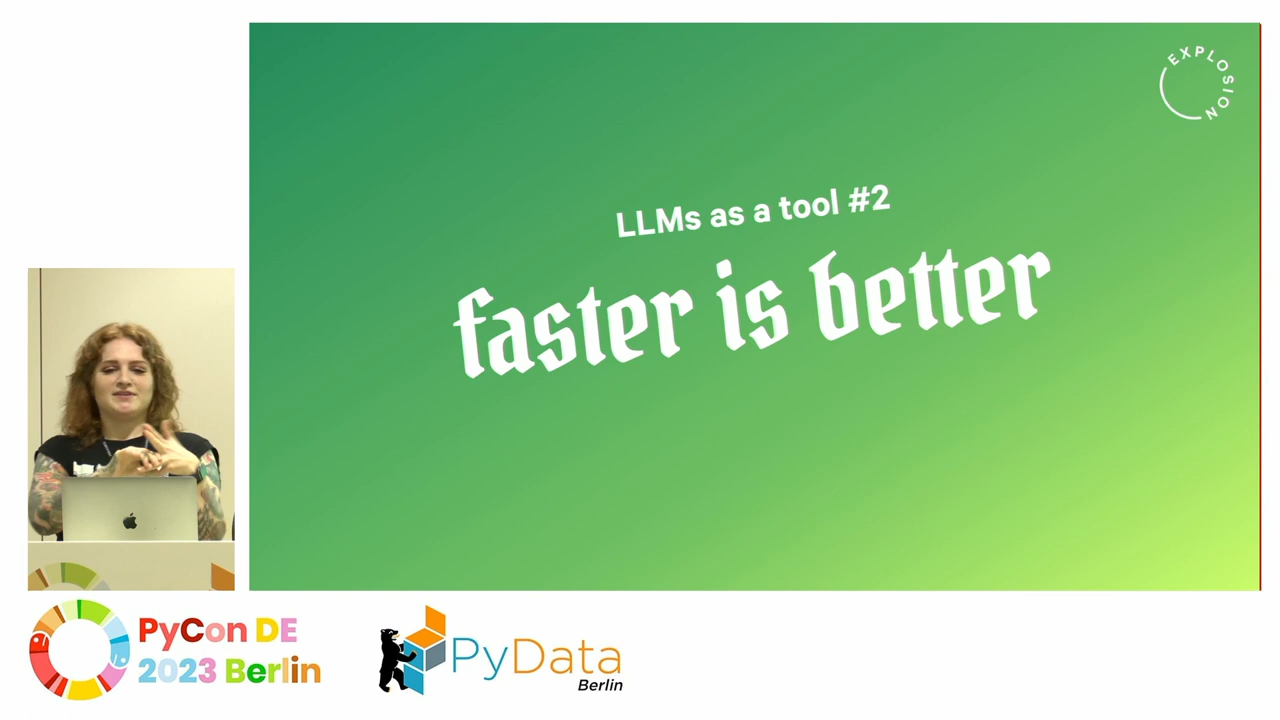 EXPLOSION
LLMs as a tool #2
faster is better
PyCon DE
2023 Berlin
PyData
Berlin